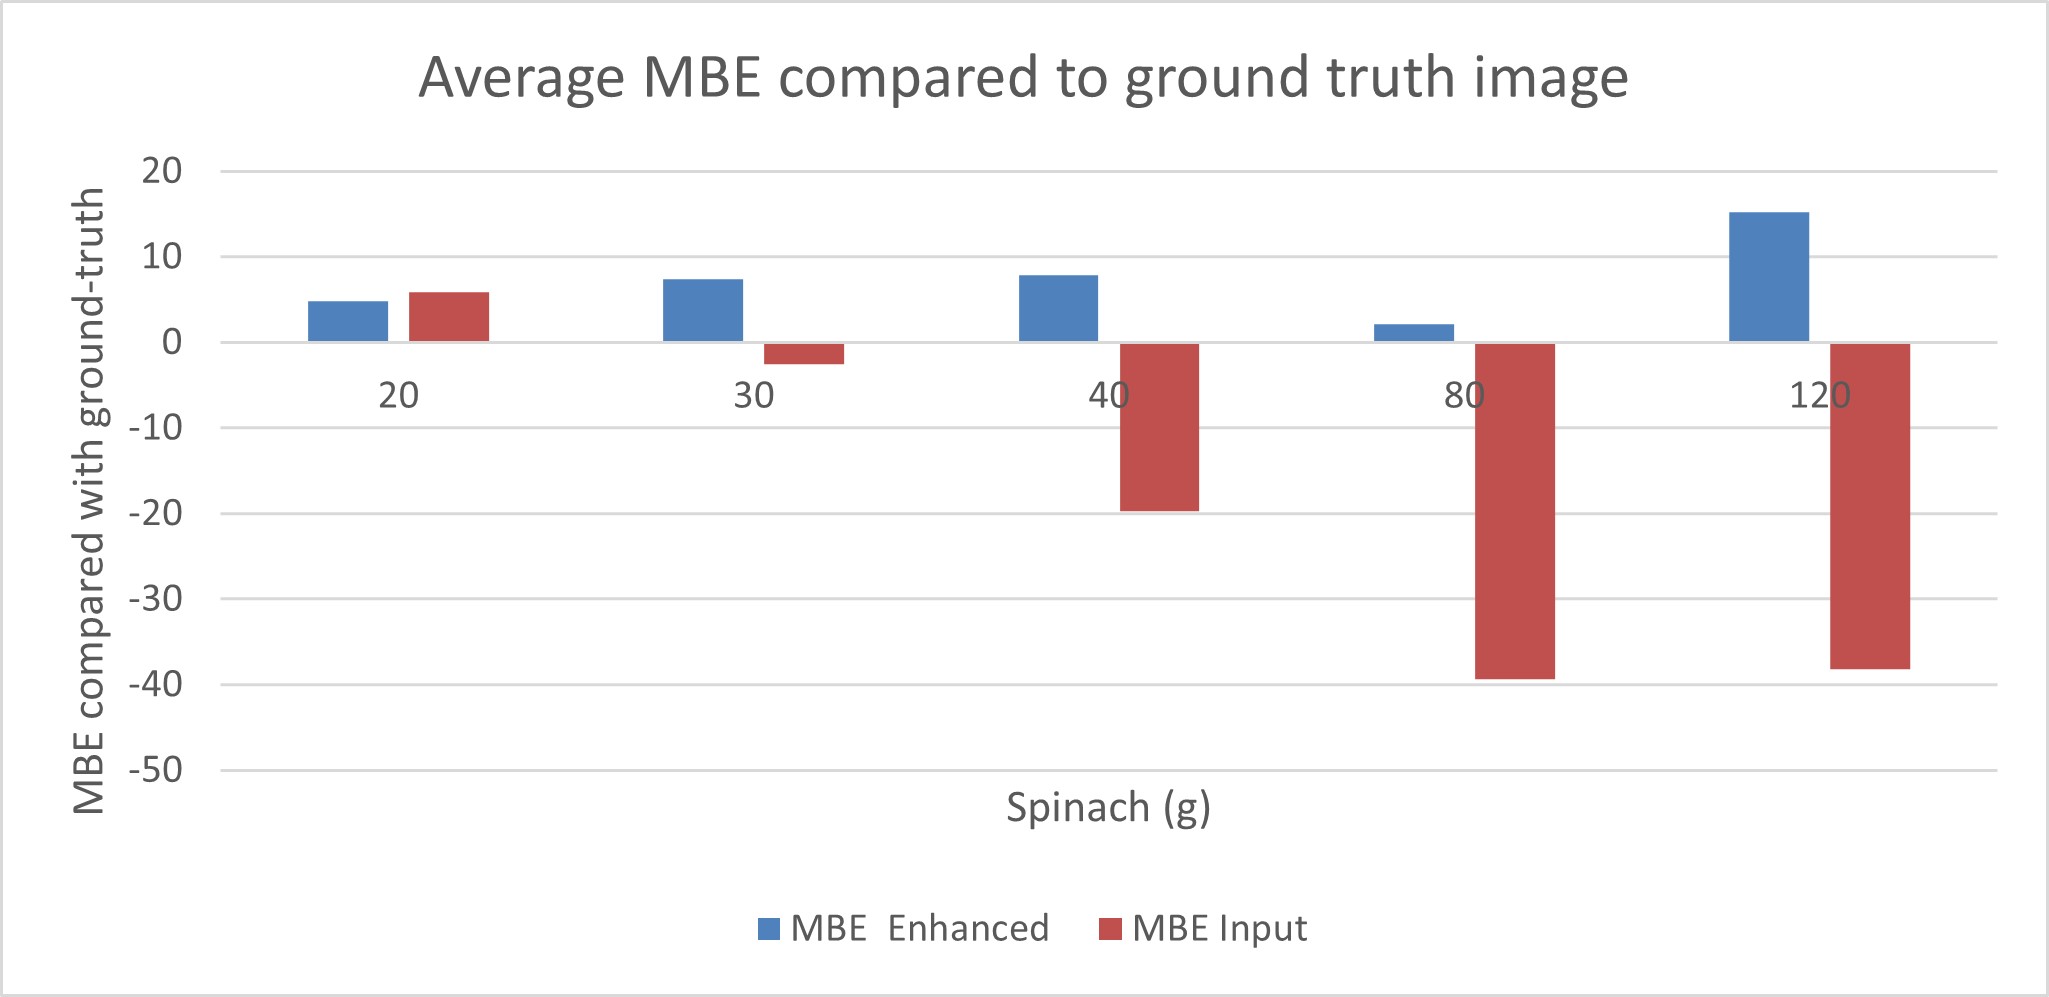 Average MBE compared to ground truth image
MBE compared with ground-truth
20
10
0
-10
-20
-30
-40
-50
20 30 40 80 120
Spinach (g)
MBE  Enhanced MBE Input